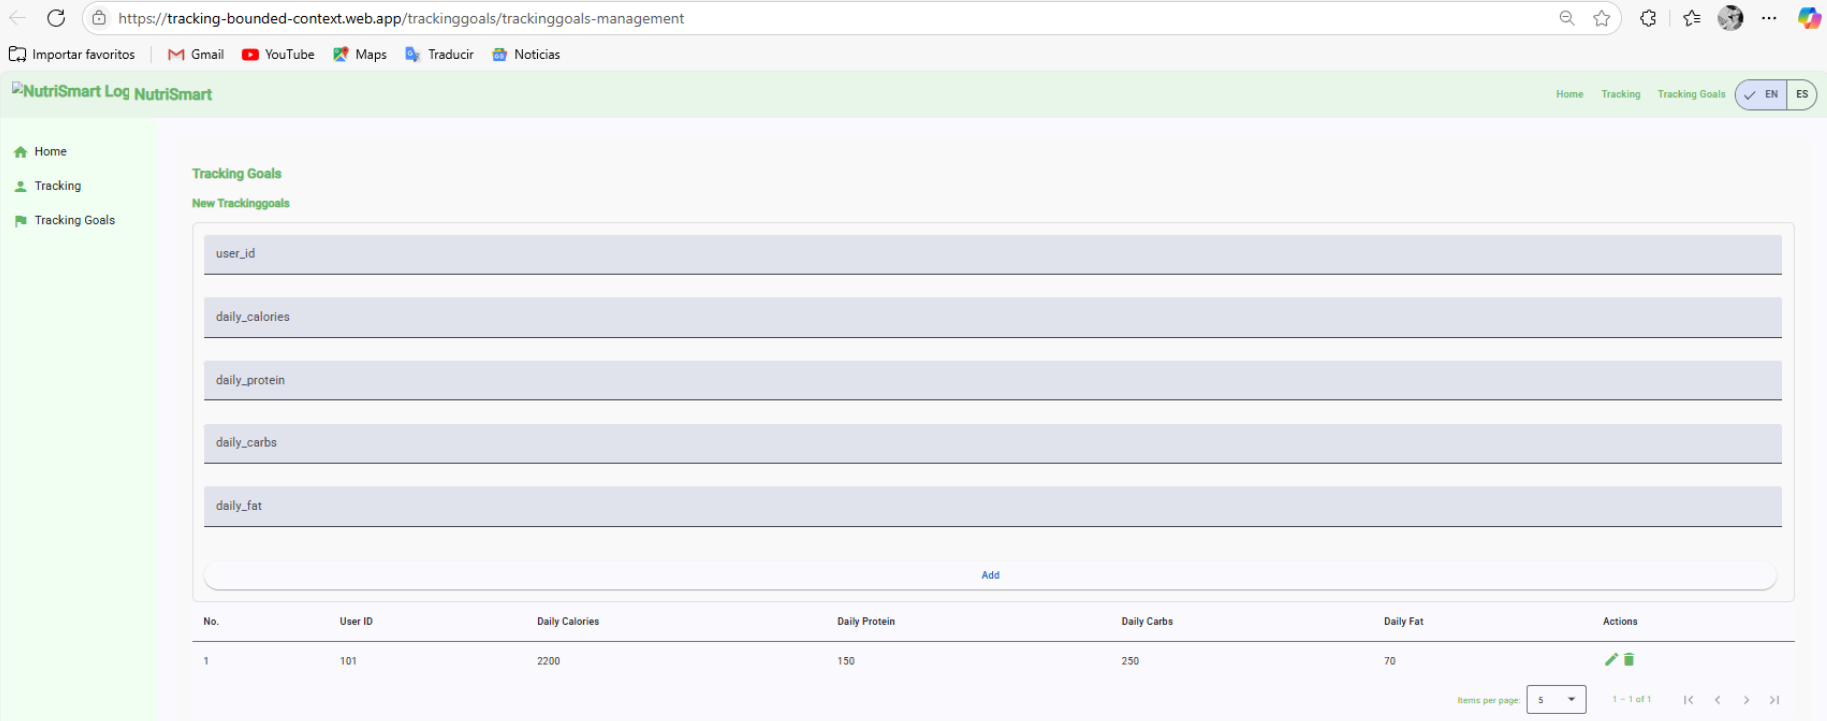 https://tracking-bounded-context.web.app/trackinggoals/trackinggoals-management
Importar favoritos Gmail YouTube Maps Traducir Noticias
NutriSmart Log NutriSmart Home Tracking Tracking Goals EN ES
Home
Tracking
Tracking Goals
Tracking Goals
New Trackinggoals
user_id
daily_calories
daily_protein
daily_carbs
daily_fat
Add
No. User ID Daily Calories Daily Protein Daily Carbs Daily Fat Actions
1 101 2200 150 250 70
Items per page: 5 1 – 1 of 1